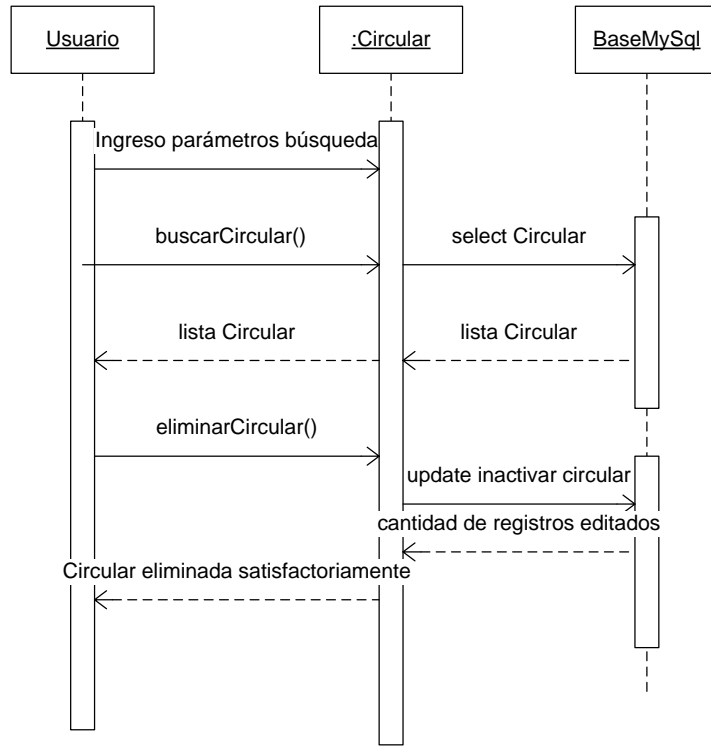 Usuario
:Circular
BaseMySql
Ingreso parámetros búsqueda
buscarCircular()
select Circular
lista Circular
lista Circular
eliminarCircular()
update inactivar circular
cantidad de registros editados
Circular eliminada satisfactoriamente